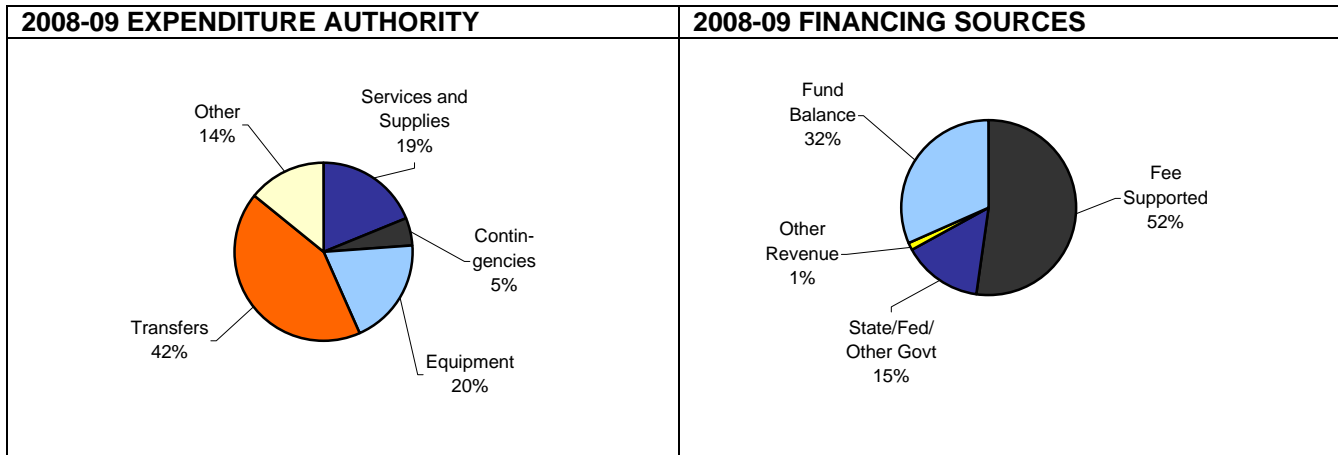 2008-09 EXPENDITURE AUTHORITY
Other
14%
Services and
Supplies
19%
Contin-
gencies
5%
Equipment
20%
Transfers
42%
2008-09 FINANCING SOURCES
Fund
Balance
32%
Fee
Supported
52%
Other
Revenue
1%
State/Fed/
Other Govt
15%